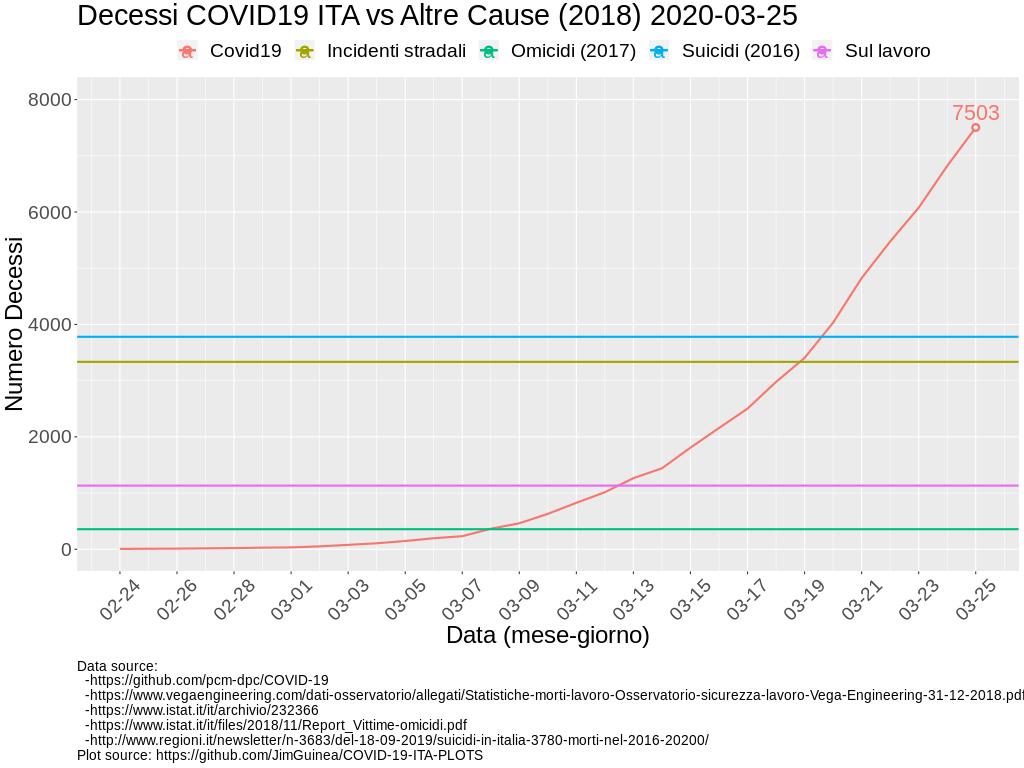 Decessi COVID19 ITA vs Altre Cause (2018) 2020-03-25
a Covid19 a Incidenti stradali a Omicidi (2017) a Suicidi (2016) a Sul lavoro
8000
7503
6000
4000
2000
0
Numero Decessi
02-24 02-26 02-28 03-01 03-03 03-05 03-07 03-09 03-11 03-13 03-15 03-17 03-19 03-21 03-23 03-25
Data (mese-giorno)
Data source:
-https://github.com/pcm-dpc/COVID-19
-https://www.vegaengineering.com/dati-osservatorio/allegati/Statistiche-morti-lavoro-Osservatorio-sicurezza-lavoro-Vega-Engineering-31-12-2018.pdf
-https://www.istat.it/it/archivio/232366
-https://www.istat.it/it/files/2018/11/Report_Vittime-omicidi.pdf
-http://www.regioni.it/newsletter/n-3683/del-18-09-2019/suicidi-in-italia-3780-morti-nel-2016-20200/
Plot source: https://github.com/JimGuinea/COVID-19-ITA-PLOTS